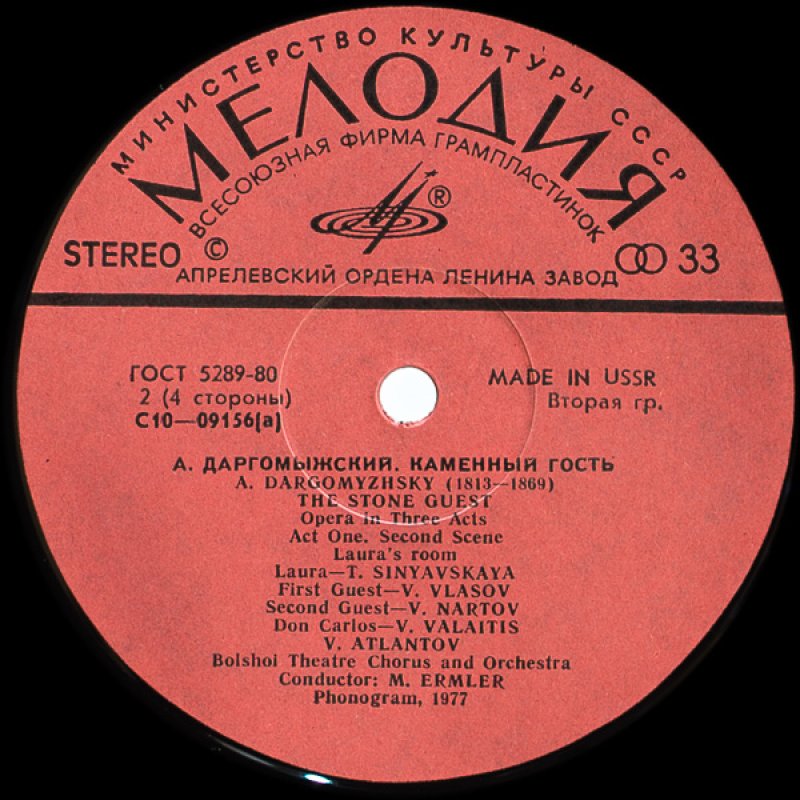 МИНИСТЕРСТВО КУЛЬТУРЫ СССР
МЕЛОДИЯ
ВСЕСОЮЗНАЯ ФИРМА ГРАМПЛАСТИНОК
®
STEREO ©
33
АПРЕЛЕВСКИЙ ОРДЕНА ЛЕНИНА ЗАВОД
ГОСТ 5289-80
2 (4 стороны)
С10—09156(а)
MADE IN USSR
Вторая гр.
А. ДАРГОМЫЖСКИЙ. КАМЕННЫЙ ГОСТЬ
A. DARGOMYZHSKY (1813—1869)
THE STONE GUEST
Opera in Three Acts
Act One. Second Scene
Laura's room
Laura—T. SINYAVSKAYA
First Guest—V. VLASOV
Second Guest—V. NARTOV
Don Carlos—V. VALAITIS
V. ATLANTOV
Bolshoi Theatre Chorus and Orchestra
Conductor: M. ERMLER
Phonogram, 1977